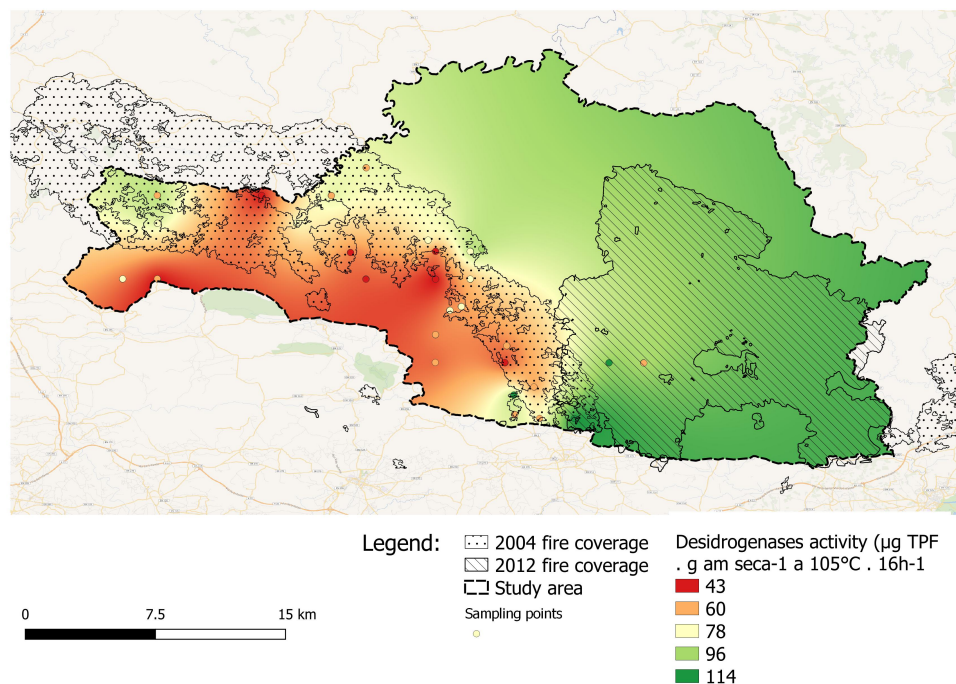 Legend:
2004 fire coverage
2012 fire coverage
Study area
Sampling points
Desidrogenases activity (µg TPF
. g am seca-1 a 105°C . 16h-1
43
60
78
96
114
0 7.5 15 km